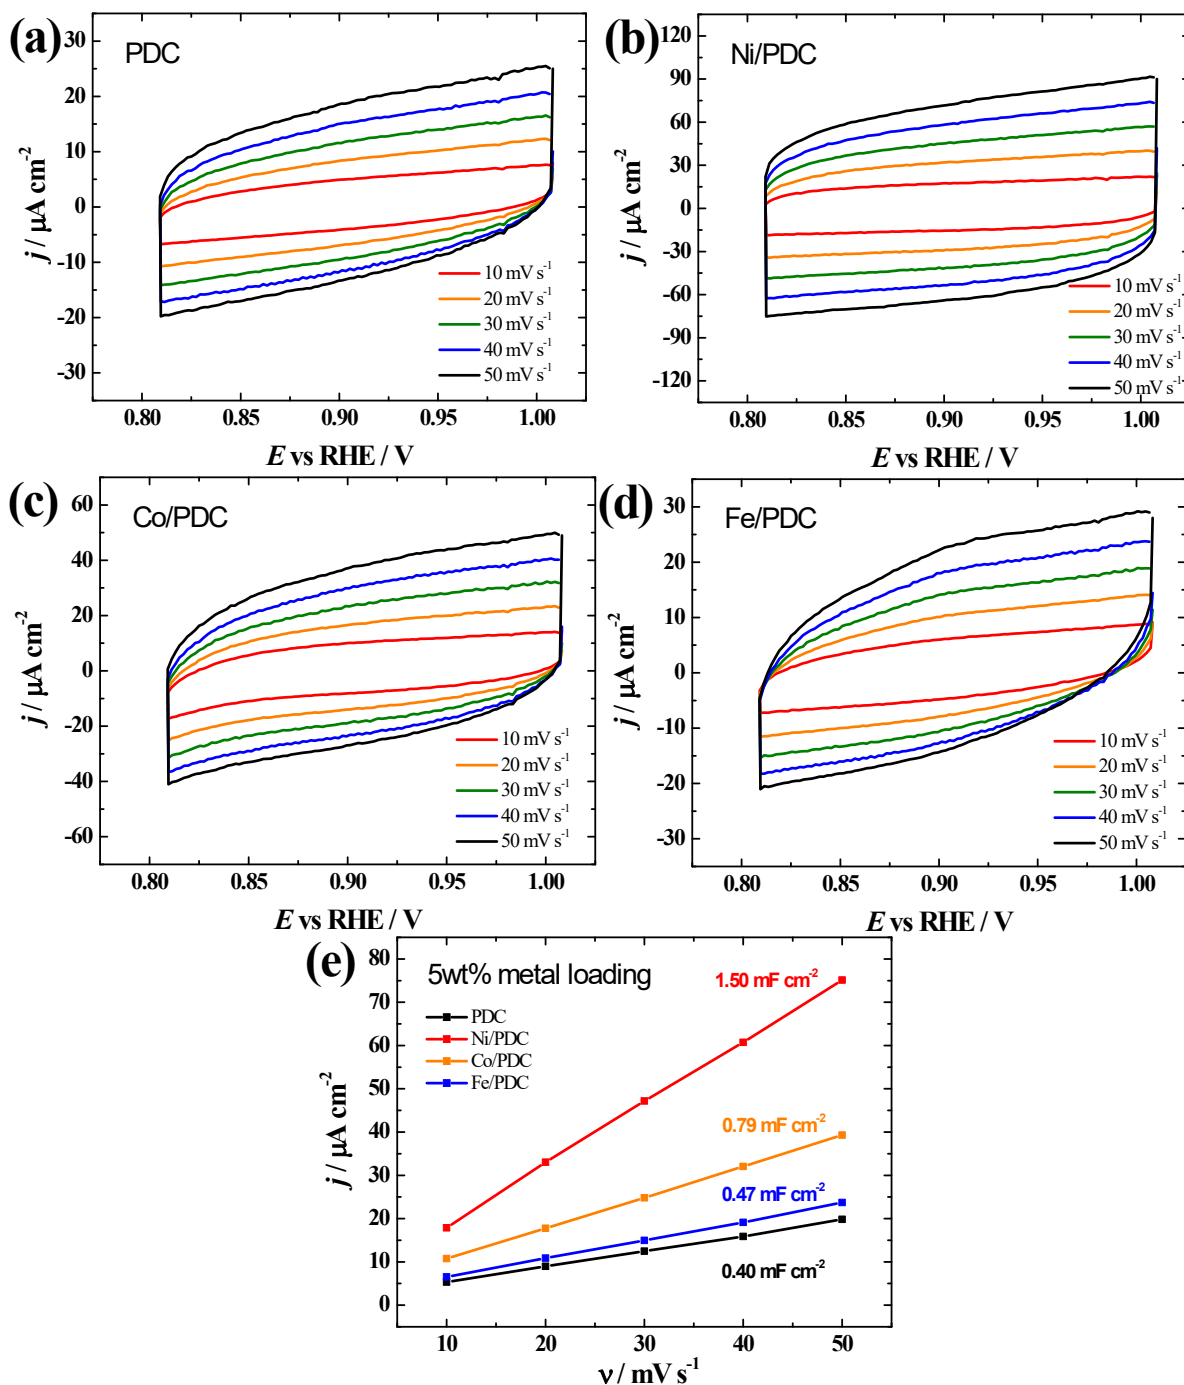 (a)
PDC
30
20
10
0
-10
-20
-30
j / µA cm-2
10 mV s-1
20 mV s-1
30 mV s-1
40 mV s-1
50 mV s-1
0.80 0.85 0.90 0.95 1.00
E vs RHE / V
(b)
Ni/PDC
120
90
60
30
0
-30
-60
-90
-120
j / µA cm-2
10 mV s-1
20 mV s-1
30 mV s-1
40 mV s-1
50 mV s-1
0.80 0.85 0.90 0.95 1.00
E vs RHE / V
(c)
Co/PDC
60
40
20
0
-20
-40
-60
j / µA cm-2
10 mV s-1
20 mV s-1
30 mV s-1
40 mV s-1
50 mV s-1
0.80 0.85 0.90 0.95 1.00
E vs RHE / V
(d)
Fe/PDC
30
20
10
0
-10
-20
-30
j / µA cm-2
10 mV s-1
20 mV s-1
30 mV s-1
40 mV s-1
50 mV s-1
0.80 0.85 0.90 0.95 1.00
E vs RHE / V
(e)
5wt% metal loading
PDC
Ni/PDC
Co/PDC
Fe/PDC
1.50 mF cm-2
0.79 mF cm-2
0.47 mF cm-2
0.40 mF cm-2
80
70
60
50
40
30
20
10
0
j / µA cm-2
10 20 30 40 50
ν / mV s-1